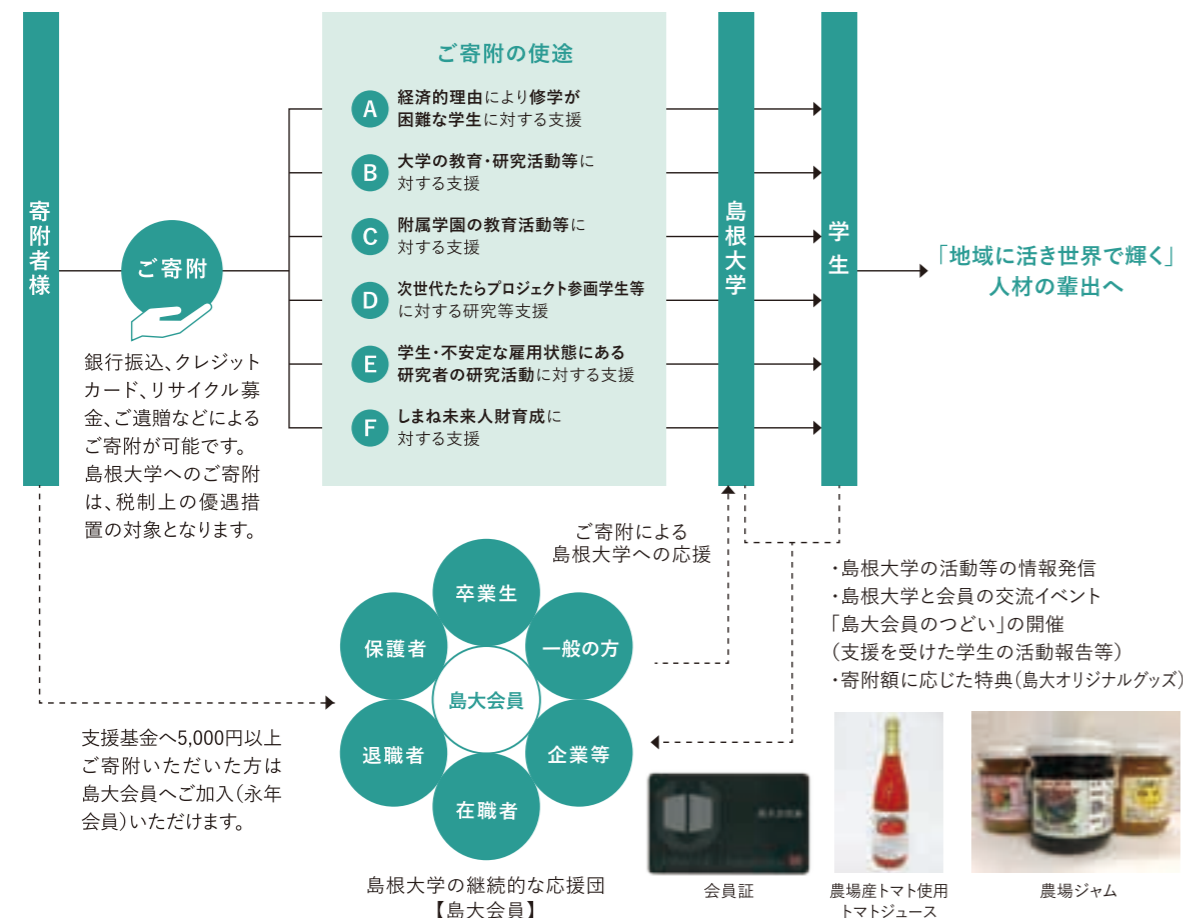 寄附者様
ご寄附
銀行振込、クレジット
カード、リサイクル募
金、ご遺贈などによる
ご寄附が可能です。
島根大学へのご寄附
は、税制上の優遇措
置の対象となります。
ご寄附の使途
A 経済的理由により修学が
困難な学生に対する支援
B 大学の教育・研究活動等に
対する支援
C 附属学園の教育活動等に
対する支援
D 次世代たたらプロジェクト参画学生等
に対する研究等支援
E 学生・不安定な雇用状態にある
研究者の研究活動に対する支援
F しまね未来人財育成に
対する支援
島根大学
学生
「地域に活き世界で輝く」
人材の輩出へ
ご寄附による
島根大学への応援
卒業生
保護者
一般の方
島大会員
退職者
企業等
在職者
島根大学の継続的な応援団
【島大会員】
支援基金へ5,000円以上
ご寄附いただいた方は
島大会員へご加入（永年
会員）いただけます。
・島根大学の活動等の情報発信
・島根大学と会員の交流イベント
「島大会員のつどい」の開催
（支援を受けた学生の活動報告等）
・寄附額に応じた特典（島大オリジナルグッズ）
会員証
農場産トマト使用
トマトジュース
農場ジャム